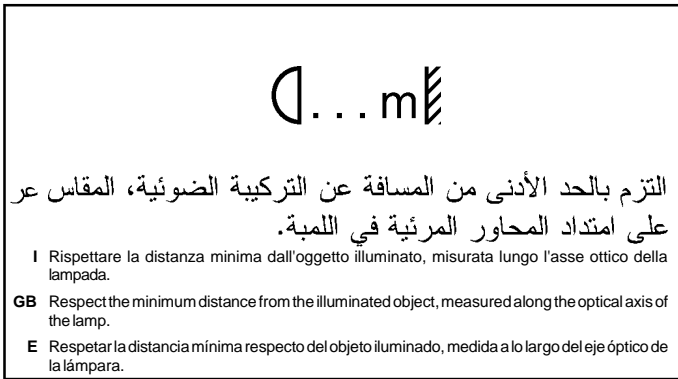 ...m
التزم بالحد الأدنى من المسافة عن التركيبة الضوئية، المقاس عر
على امتداد المحاور المرئية في اللمبة.
I Rispettare la distanza minima dall'oggetto illuminato, misurata lungo l'asse ottico della
lampada.
GB Respect the minimum distance from the illuminated object, measured along the optical axis of
the lamp.
E Respetar la distancia mínima respecto del objeto iluminado, medida a lo largo del eje óptico de
la lámpara.